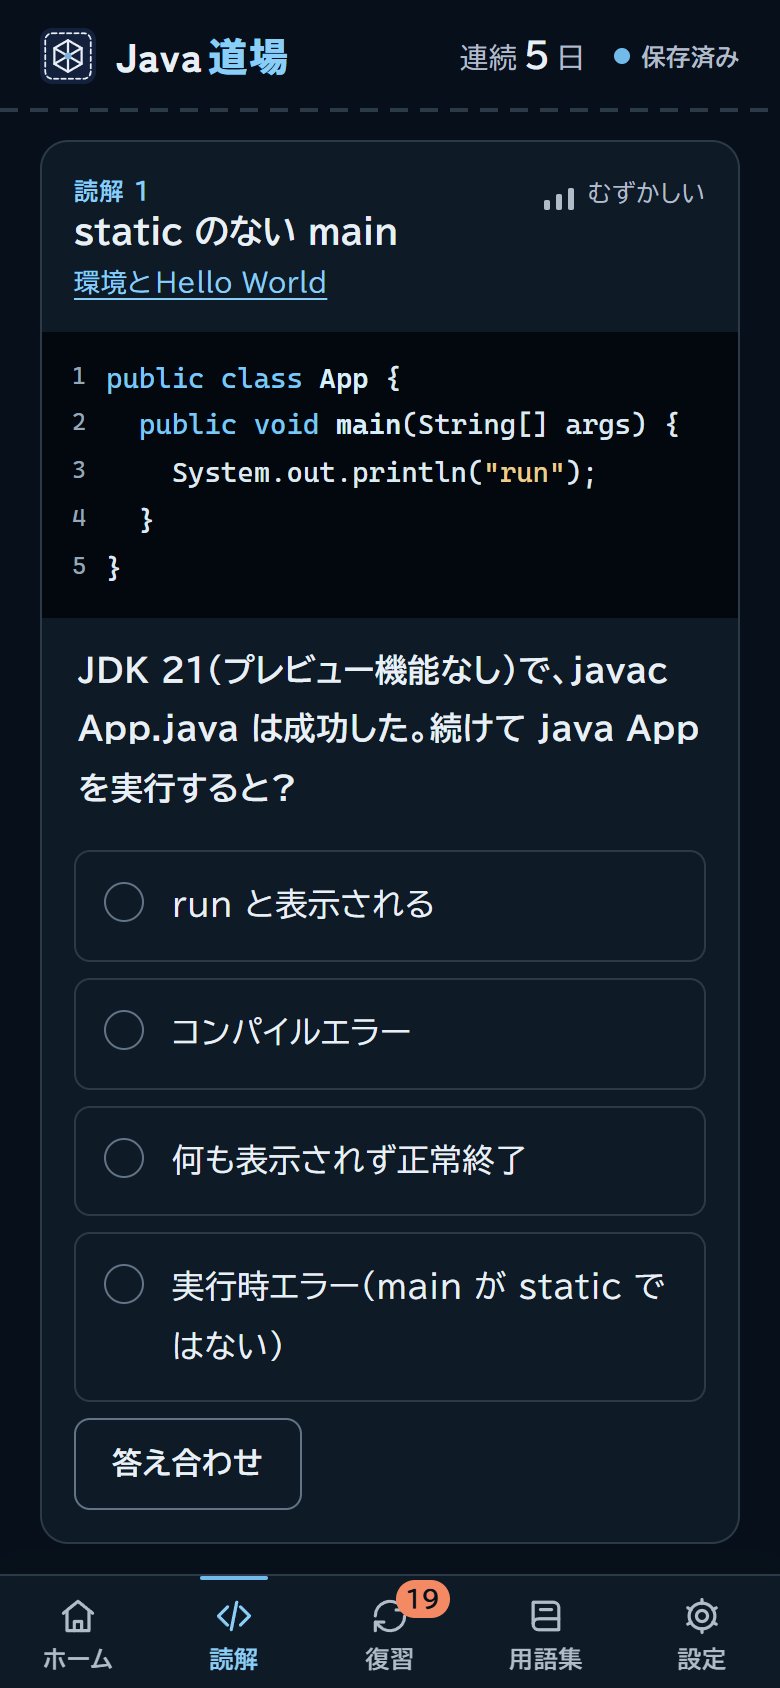 Java道場
連続 5 日
保存済み
読解 1
むずかしい
static のない main
環境とHello World
1 public class App {
2   public void main(String[] args) {
3     System.out.println("run");
4   }
5 }
JDK 21(プレビュー機能なし)で、javac
App.java は成功した。続けて java App
を実行すると?
run と表示される
コンパイルエラー
何も表示されず正常終了
実行時エラー(main が static で
はない)
答え合わせ
19
ホーム
読解
復習
用語集
設定